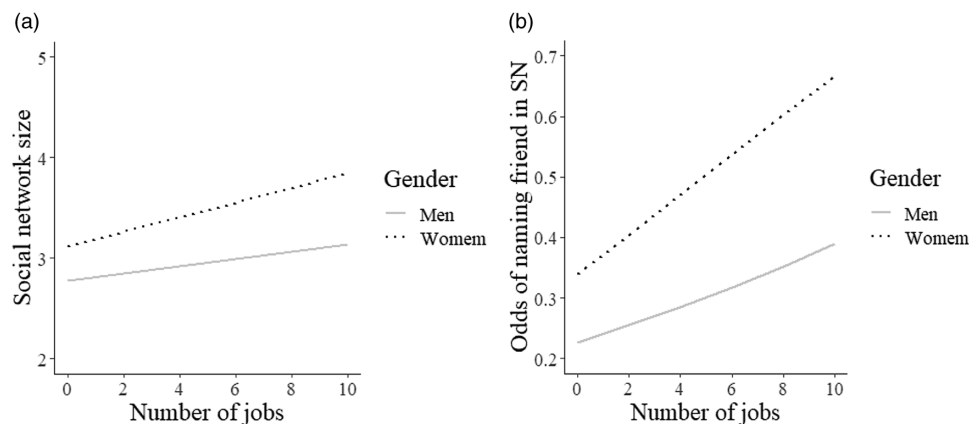 (a)
5
4
3
2
Social network size
0 2 4 6 8 10
Number of jobs
Gender
Men
Womem
(b)
0.7
0.6
0.5
0.4
0.3
0.2
Odds of naming friend in SN
0 2 4 6 8 10
Number of jobs
Gender
Men
Womem